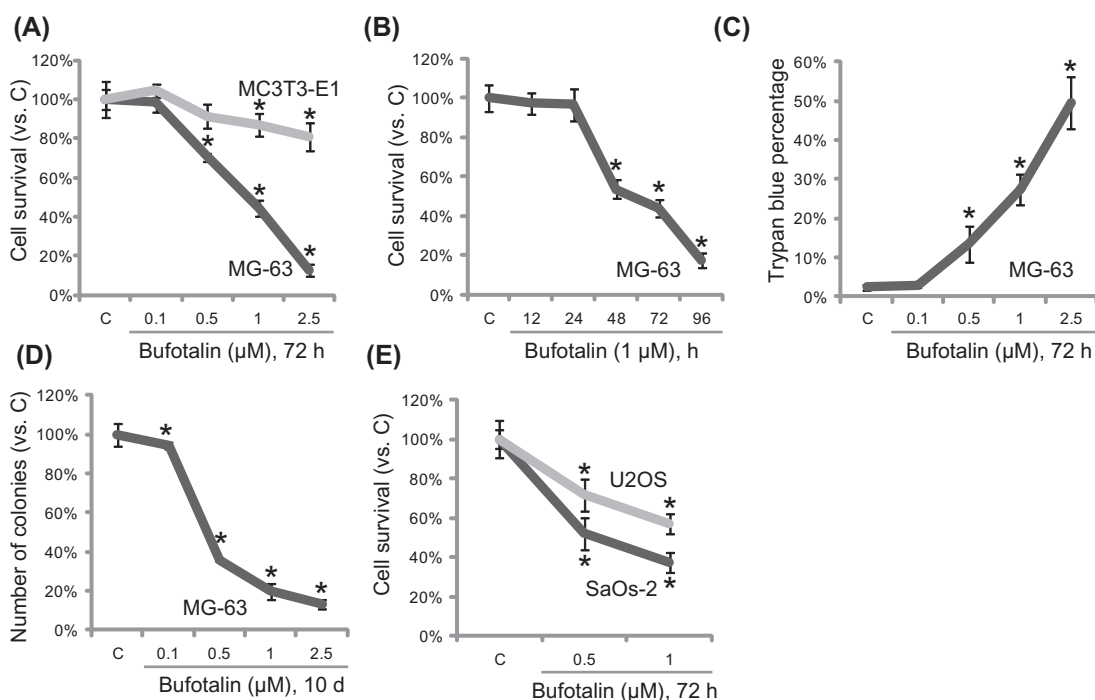 (A)
Cell survival (vs. C)
120%
100%
80%
60%
40%
20%
0%
MC3T3-E1
*
*
*
*
*
MG-63
C
0.1
0.5
1
2.5
Bufotalin (µM), 72 h
(B)
Cell survival (vs. C)
120%
100%
80%
60%
40%
20%
0%
*
*
*
MG-63
C
12
24
48
72
96
Bufotalin (1 µM), h
(C)
Trypan blue percentage
60%
50%
40%
30%
20%
10%
0%
*
*
*
MG-63
C
0.1
0.5
1
2.5
Bufotalin (µM), 72 h
(D)
Number of colonies (vs. C)
120%
100%
80%
60%
40%
20%
0%
*
*
*
*
MG-63
C
0.1
0.5
1
2.5
Bufotalin (µM), 10 d
(E)
Cell survival (vs. C)
120%
100%
80%
60%
40%
20%
0%
*
U2OS
*
*
SaOs-2
*
C
0.5
1
Bufotalin (µM), 72 h